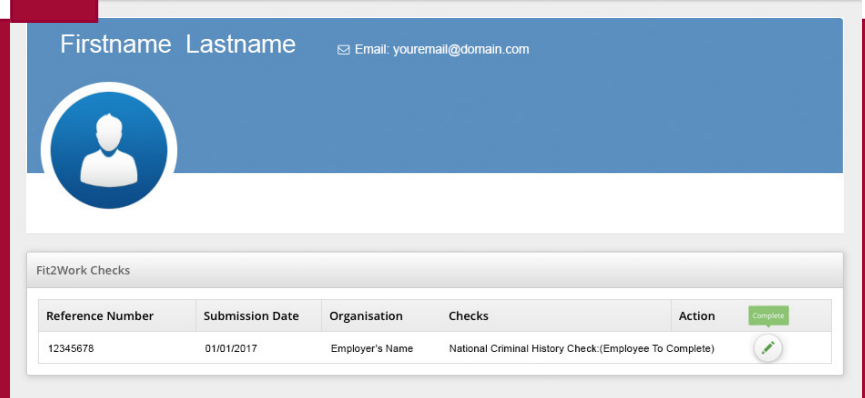 Firstname Lastname
Email: youremail@domain.com
Fit2Work Checks
Reference Number Submission Date Organisation Checks Action Complete
12345678 01/01/2017 Employer's Name National Criminal History Check:(Employee To Complete)